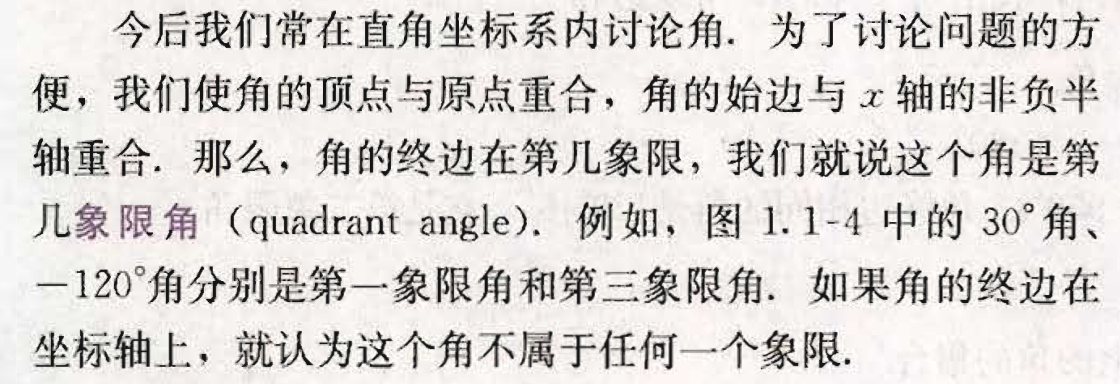 今后我们常在直角坐标系内讨论角. 为了讨论问题的方
便，我们使角的顶点与原点重合，角的始边与 x 轴的非负半
轴重合. 那么，角的终边在第几象限，我们就说这个角是第
几象限角（quadrant angle）. 例如，图 1.1-4 中的 30°角、
－120°角分别是第一象限角和第三象限角. 如果角的终边在
坐标轴上，就认为这个角不属于任何一个象限.